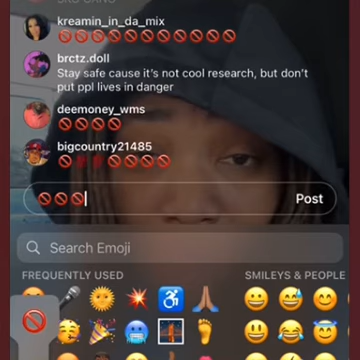 kreamin_in_da_mix
🚫🚫🚫🚫🚫🚫🚫🚫🚫🚫🚫
brctz.doll
Stay safe cause it's not cool research, but don't
put ppl lives in danger
deemoney_wms
🚫🚫🚫🚫
bigcountry21485
🚫🚫🚫🚫🚫🚫🚫
🚫🚫🚫 Post
Search Emoji
FREQUENTLY USED SMILEYS & PEOPLE